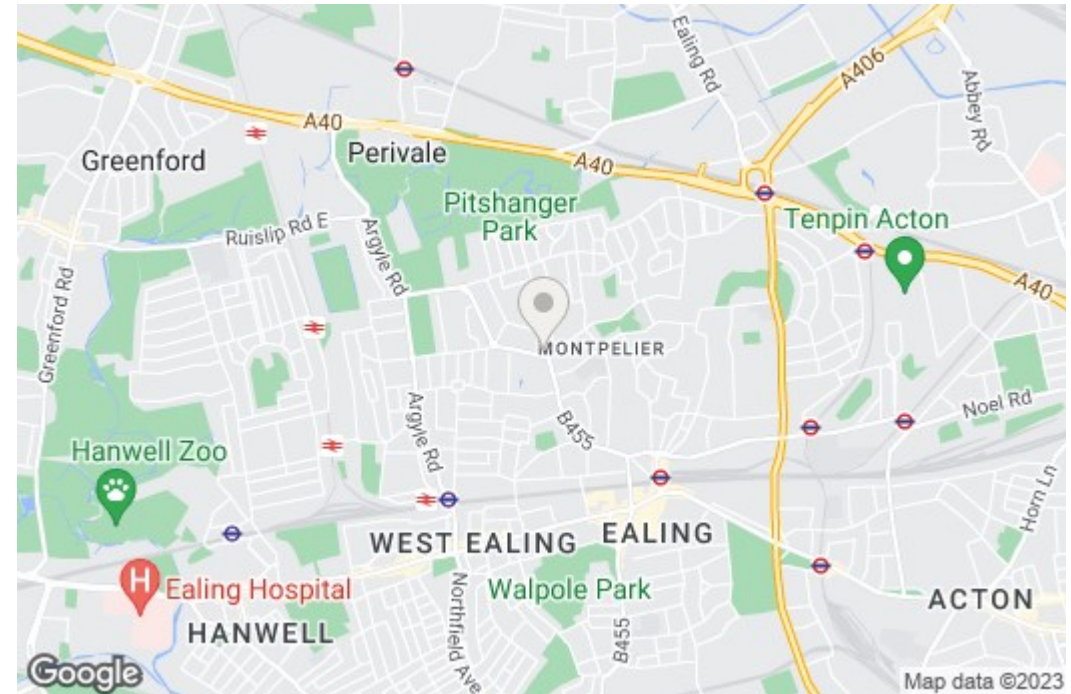 Ealing Rd
A406
Abbey Rd
A40
Greenford
Perivale
A40
Pitshanger
Park
Ruislip Rd E
Argyle Rd
Tenpin Acton
A40
Greenford Rd
MONTPELIER
Argyle Rd
B455
Noel Rd
Hanwell Zoo
Horn Ln
WEST EALING
EALING
H
Ealing Hospital
Northfield Ave
Walpole Park
B455
ACTON
HANWELL
Google
Map data ©2023